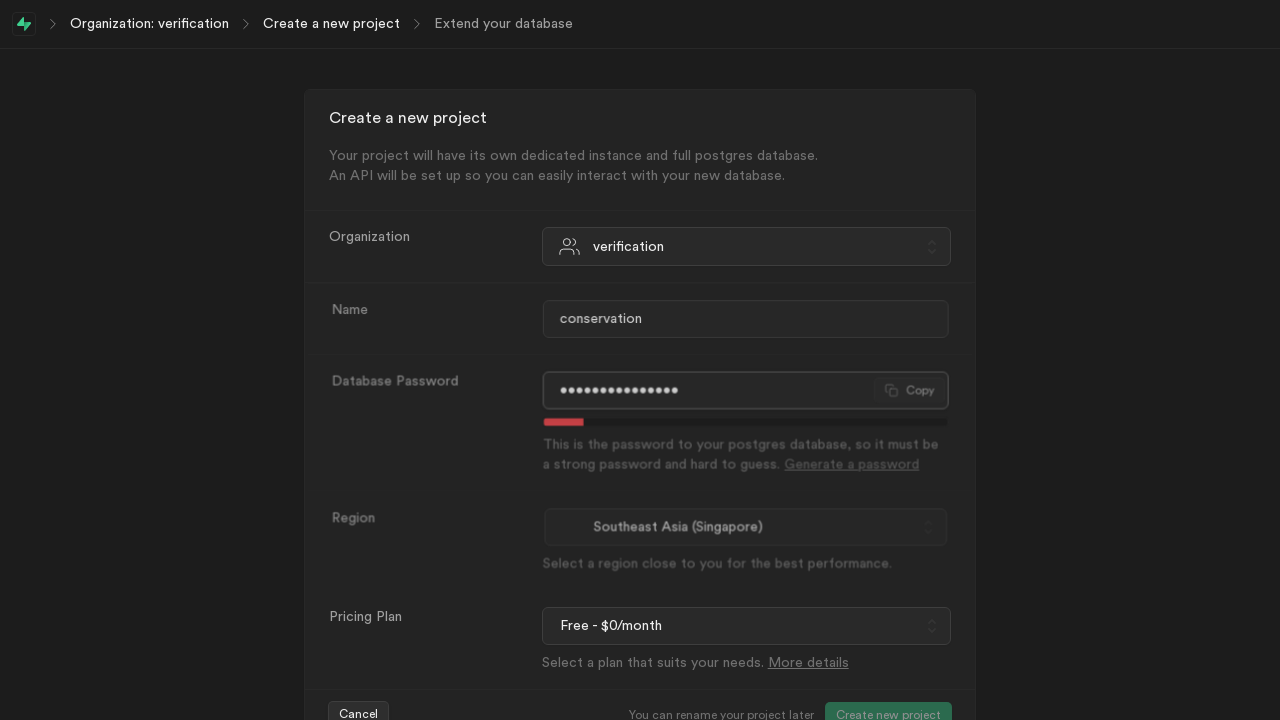 Organization: verification > Create a new project > Extend your database
Create a new project
Your project will have its own dedicated instance and full postgres database.
An API will be set up so you can easily interact with your new database.
Organization
verification
Name
conservation
Database Password
•••••••••••••••
Copy
This is the password to your postgres database, so it must be
a strong password and hard to guess. Generate a password
Region
Southeast Asia (Singapore)
Select a region close to you for the best performance.
Pricing Plan
Free - $0/month
Select a plan that suits your needs. More details
Cancel
You can rename your project later
Create new project